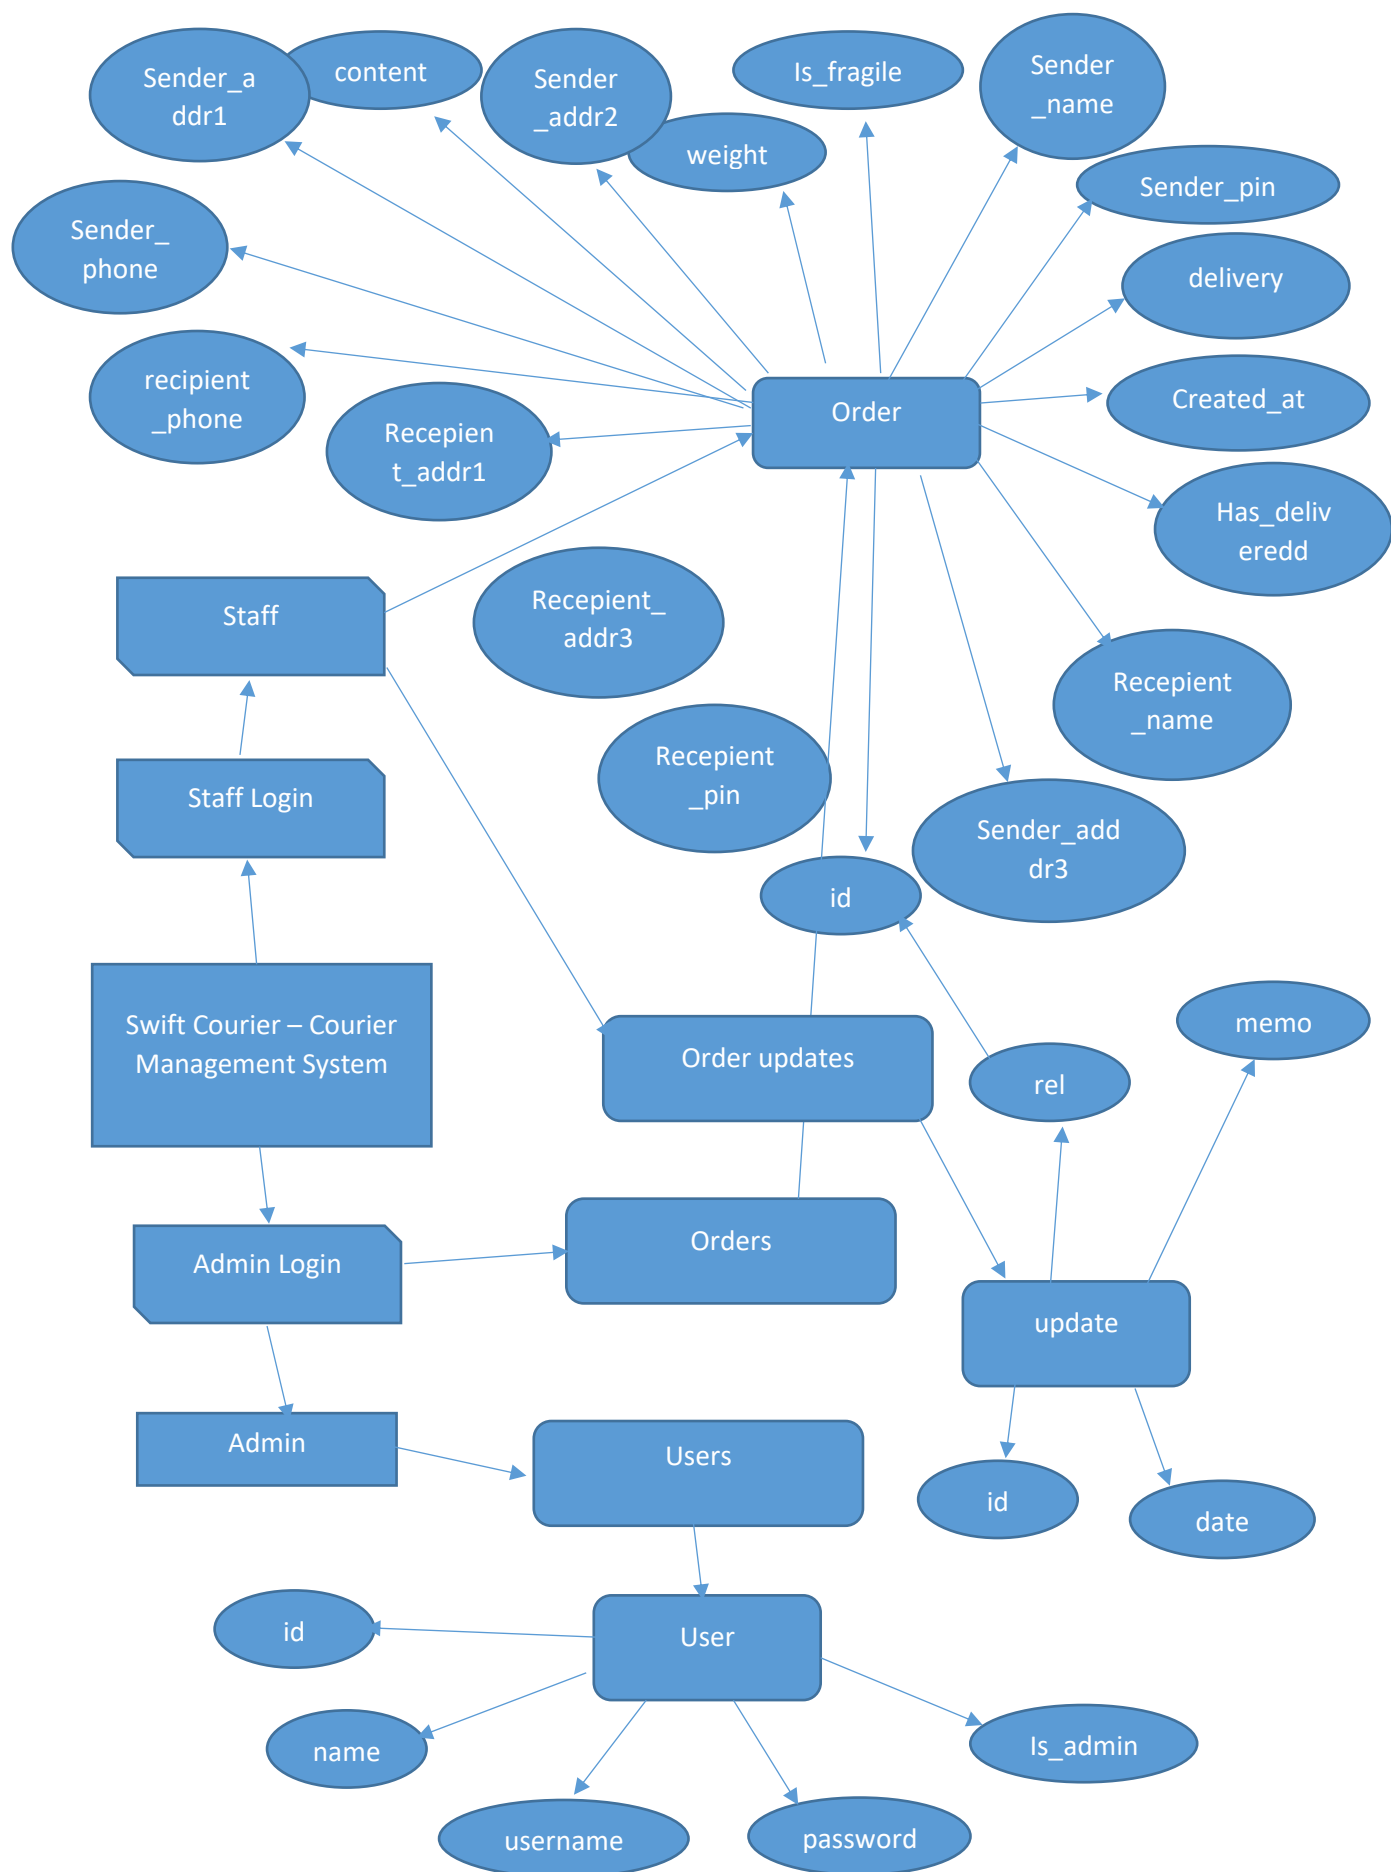 Sender_a
ddr1
content
Sender
_addr2
weight
Is_fragile
Sender
_name
Sender_pin
Sender_
phone
delivery
recipient
_phone
Recepien
t_addr1
Order
Created_at
Has_deliv
eredd
Staff
Recepient_
addr3
Recepient
_name
Recepient
_pin
Staff Login
Sender_add
dr3
id
Swift Courier – Courier
Management System
Order updates
memo
rel
Orders
Admin Login
update
Admin
Users
id
date
id
User
name
Is_admin
username
password